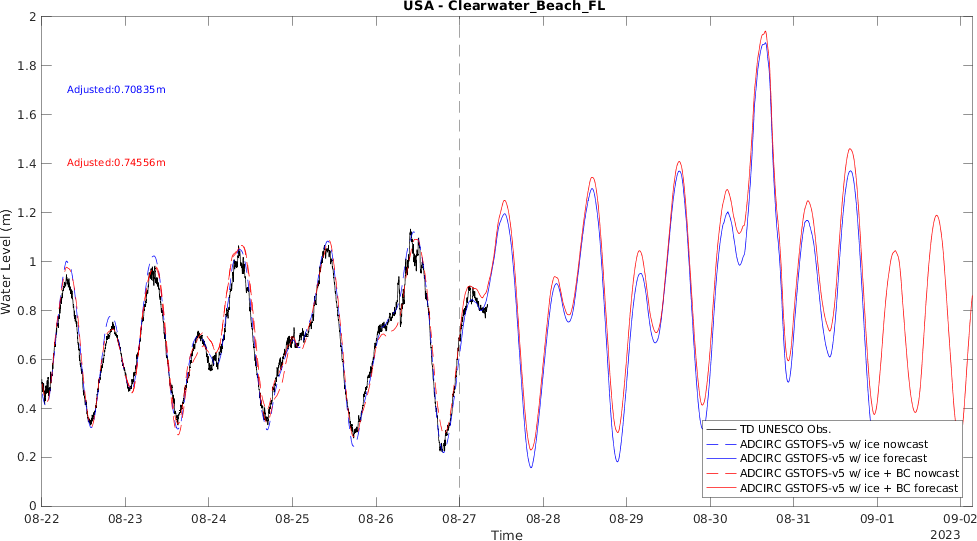 USA - Clearwater_Beach_FL
2
1.8
1.6
1.4
1.2
1
0.8
0.6
0.4
0.2
0
Water Level (m)
Adjusted:0.70835m
Adjusted:0.74556m
TD UNESCO Obs.
ADCIRC GSTOFS-v5 w/ ice nowcast
ADCIRC GSTOFS-v5 w/ ice forecast
ADCIRC GSTOFS-v5 w/ ice + BC nowcast
ADCIRC GSTOFS-v5 w/ ice + BC forecast
08-22 08-23 08-24 08-25 08-26 08-27 08-28 08-29 08-30 08-31 09-01 09-02
Time
2023